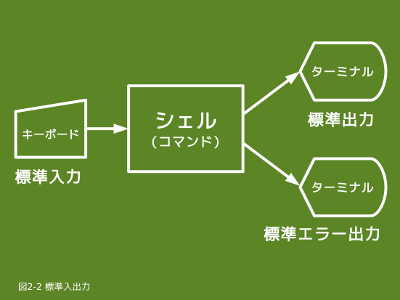 キーボード
標準入力
シェル
(コマンド)
ターミナル
標準出力
ターミナル
標準エラー出力
図2-2 標準入出力